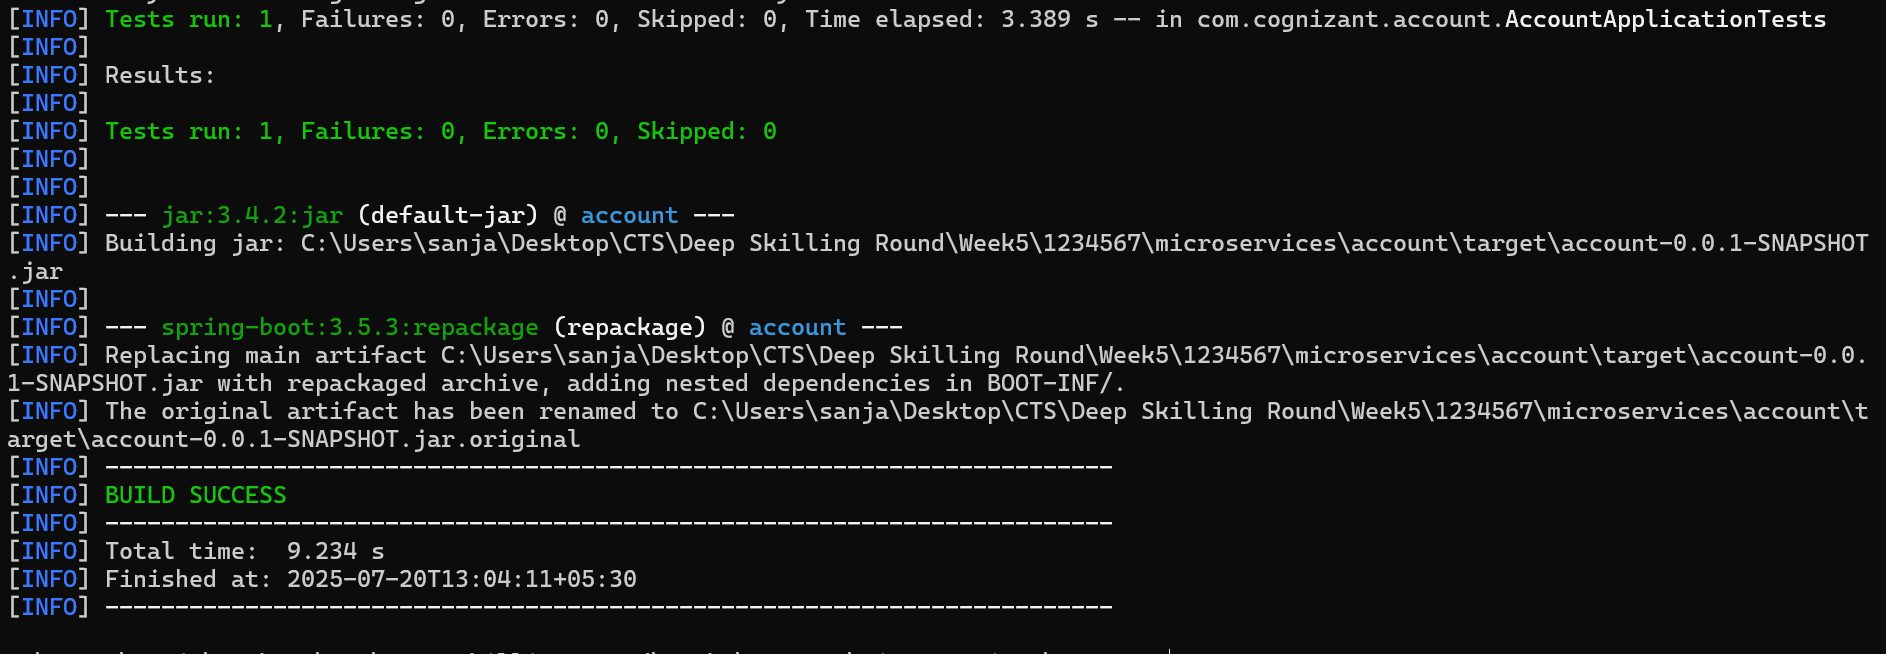 [INFO] Tests run: 1, Failures: 0, Errors: 0, Skipped: 0, Time elapsed: 3.389 s -- in com.cognizant.account.AccountApplicationTests
[INFO]
[INFO] Results:
[INFO]
[INFO] Tests run: 1, Failures: 0, Errors: 0, Skipped: 0
[INFO]
[INFO]
[INFO] --- jar:3.4.2:jar (default-jar) @ account ---
[INFO] Building jar: C:\Users\sanja\Desktop\CTS\Deep Skilling Round\Week5\1234567\microservices\account\target\account-0.0.1-SNAPSHOT
.jar
[INFO]
[INFO] --- spring-boot:3.5.3:repackage (repackage) @ account ---
[INFO] Replacing main artifact C:\Users\sanja\Desktop\CTS\Deep Skilling Round\Week5\1234567\microservices\account\target\account-0.0.
1-SNAPSHOT.jar with repackaged archive, adding nested dependencies in BOOT-INF/.
[INFO] The original artifact has been renamed to C:\Users\sanja\Desktop\CTS\Deep Skilling Round\Week5\1234567\microservices\account\t
arget\account-0.0.1-SNAPSHOT.jar.original
[INFO] ------------------------------------------------------------------------
[INFO] BUILD SUCCESS
[INFO] ------------------------------------------------------------------------
[INFO] Total time:  9.234 s
[INFO] Finished at: 2025-07-20T13:04:11+05:30
[INFO] ------------------------------------------------------------------------